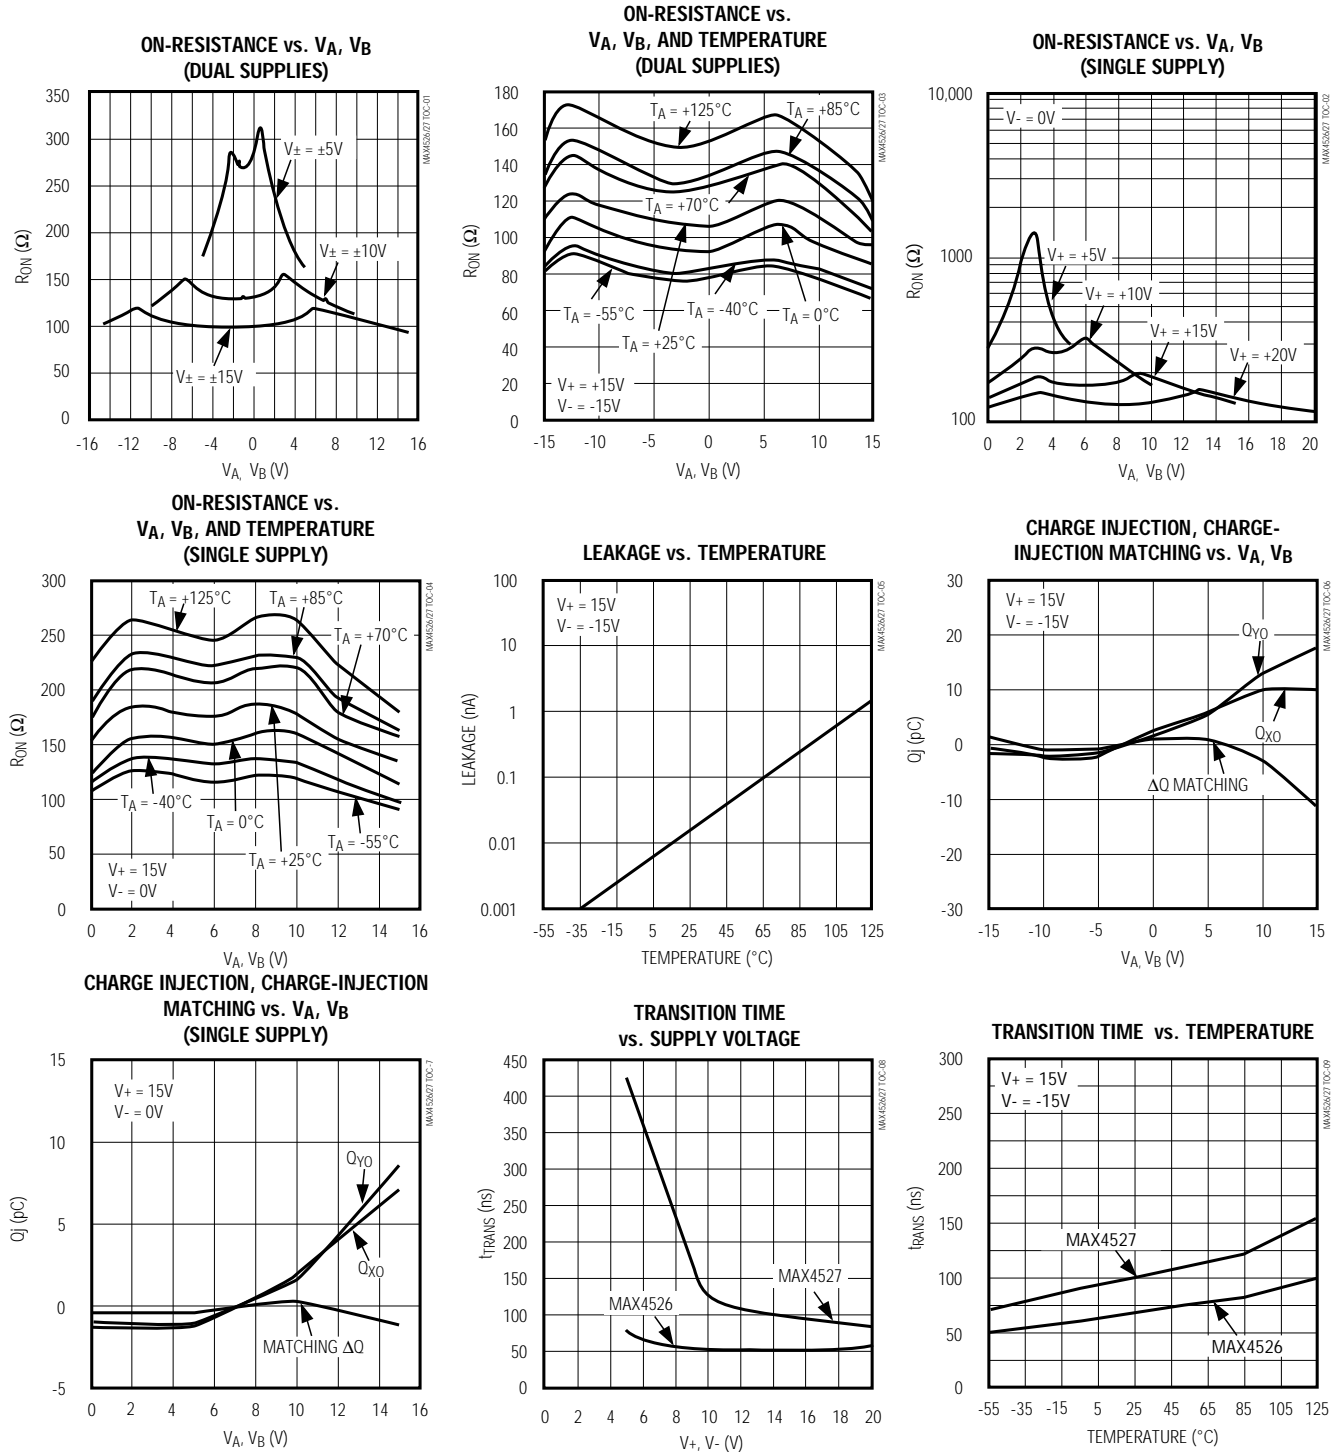 ON-RESISTANCE vs. VA, VB
(DUAL SUPPLIES)
MAX4526/27 TOC-01
RON (Ω)
350
300
250
200
150
100
50
0
V± = ±5V
V± = ±10V
V± = ±15V
-16 -12 -8 -4 0 4 8 12 16
VA, VB (V)
ON-RESISTANCE vs.
VA, VB, AND TEMPERATURE
(DUAL SUPPLIES)
MAX4526/27 TOC-03
RON (Ω)
180
160
140
120
100
80
60
40
20
0
TA = +125°C
TA = +85°C
TA = +70°C
TA = -55°C
TA = -40°C
TA = 0°C
TA = +25°C
V+ = +15V
V- = -15V
-15 -10 -5 0 5 10 15
VA, VB (V)
ON-RESISTANCE vs. VA, VB
(SINGLE SUPPLY)
MAX4526/27 TOC-02
RON (Ω)
10,000
1000
100
V- = 0V
V+ = +5V
V+ = +10V
V+ = +15V
V+ = +20V
0 2 4 6 8 10 12 14 16 18 20
VA, VB (V)
ON-RESISTANCE vs.
VA, VB, AND TEMPERATURE
(SINGLE SUPPLY)
MAX4526/27 TOC-04
RON (Ω)
300
250
200
150
100
50
0
TA = +125°C
TA = +85°C
TA = +70°C
TA = -40°C
TA = 0°C
TA = -55°C
TA = +25°C
V+ = 15V
V- = 0V
0 2 4 6 8 10 12 14 16
VA, VB (V)
LEAKAGE vs. TEMPERATURE
MAX4526/27 TOC-05
LEAKAGE (nA)
100
10
1
0.1
0.01
0.001
V+ = 15V
V- = -15V
-55 -35 -15 5 25 45 65 85 105 125
TEMPERATURE (°C)
CHARGE INJECTION, CHARGE-
INJECTION MATCHING vs. VA, VB
MAX4526/27 TOC-06
Qj (pC)
30
20
10
0
-10
-20
-30
V+ = 15V
V- = -15V
QYO
QXO
ΔQ MATCHING
-15 -10 -5 0 5 10 15
VA, VB (V)
CHARGE INJECTION, CHARGE-INJECTION
MATCHING vs. VA, VB
(SINGLE SUPPLY)
MAX4526/27 TOC-7
Qj (pC)
15
10
5
0
-5
V+ = 15V
V- = 0V
QYO
QXO
MATCHING ΔQ
0 2 4 6 8 10 12 14 16
VA, VB (V)
TRANSITION TIME
vs. SUPPLY VOLTAGE
MAX4526/27 TOC-08
tTRANS (ns)
450
400
350
300
250
200
150
100
50
0
MAX4527
MAX4526
0 2 4 6 8 10 12 14 16 18 20
V+, V- (V)
TRANSITION TIME vs. TEMPERATURE
MAX4526/27 TOC-09
tRANS (ns)
300
250
200
150
100
50
0
V+ = 15V
V- = -15V
MAX4527
MAX4526
-55 -35 -15 5 25 45 65 85 105 125
TEMPERATURE (°C)